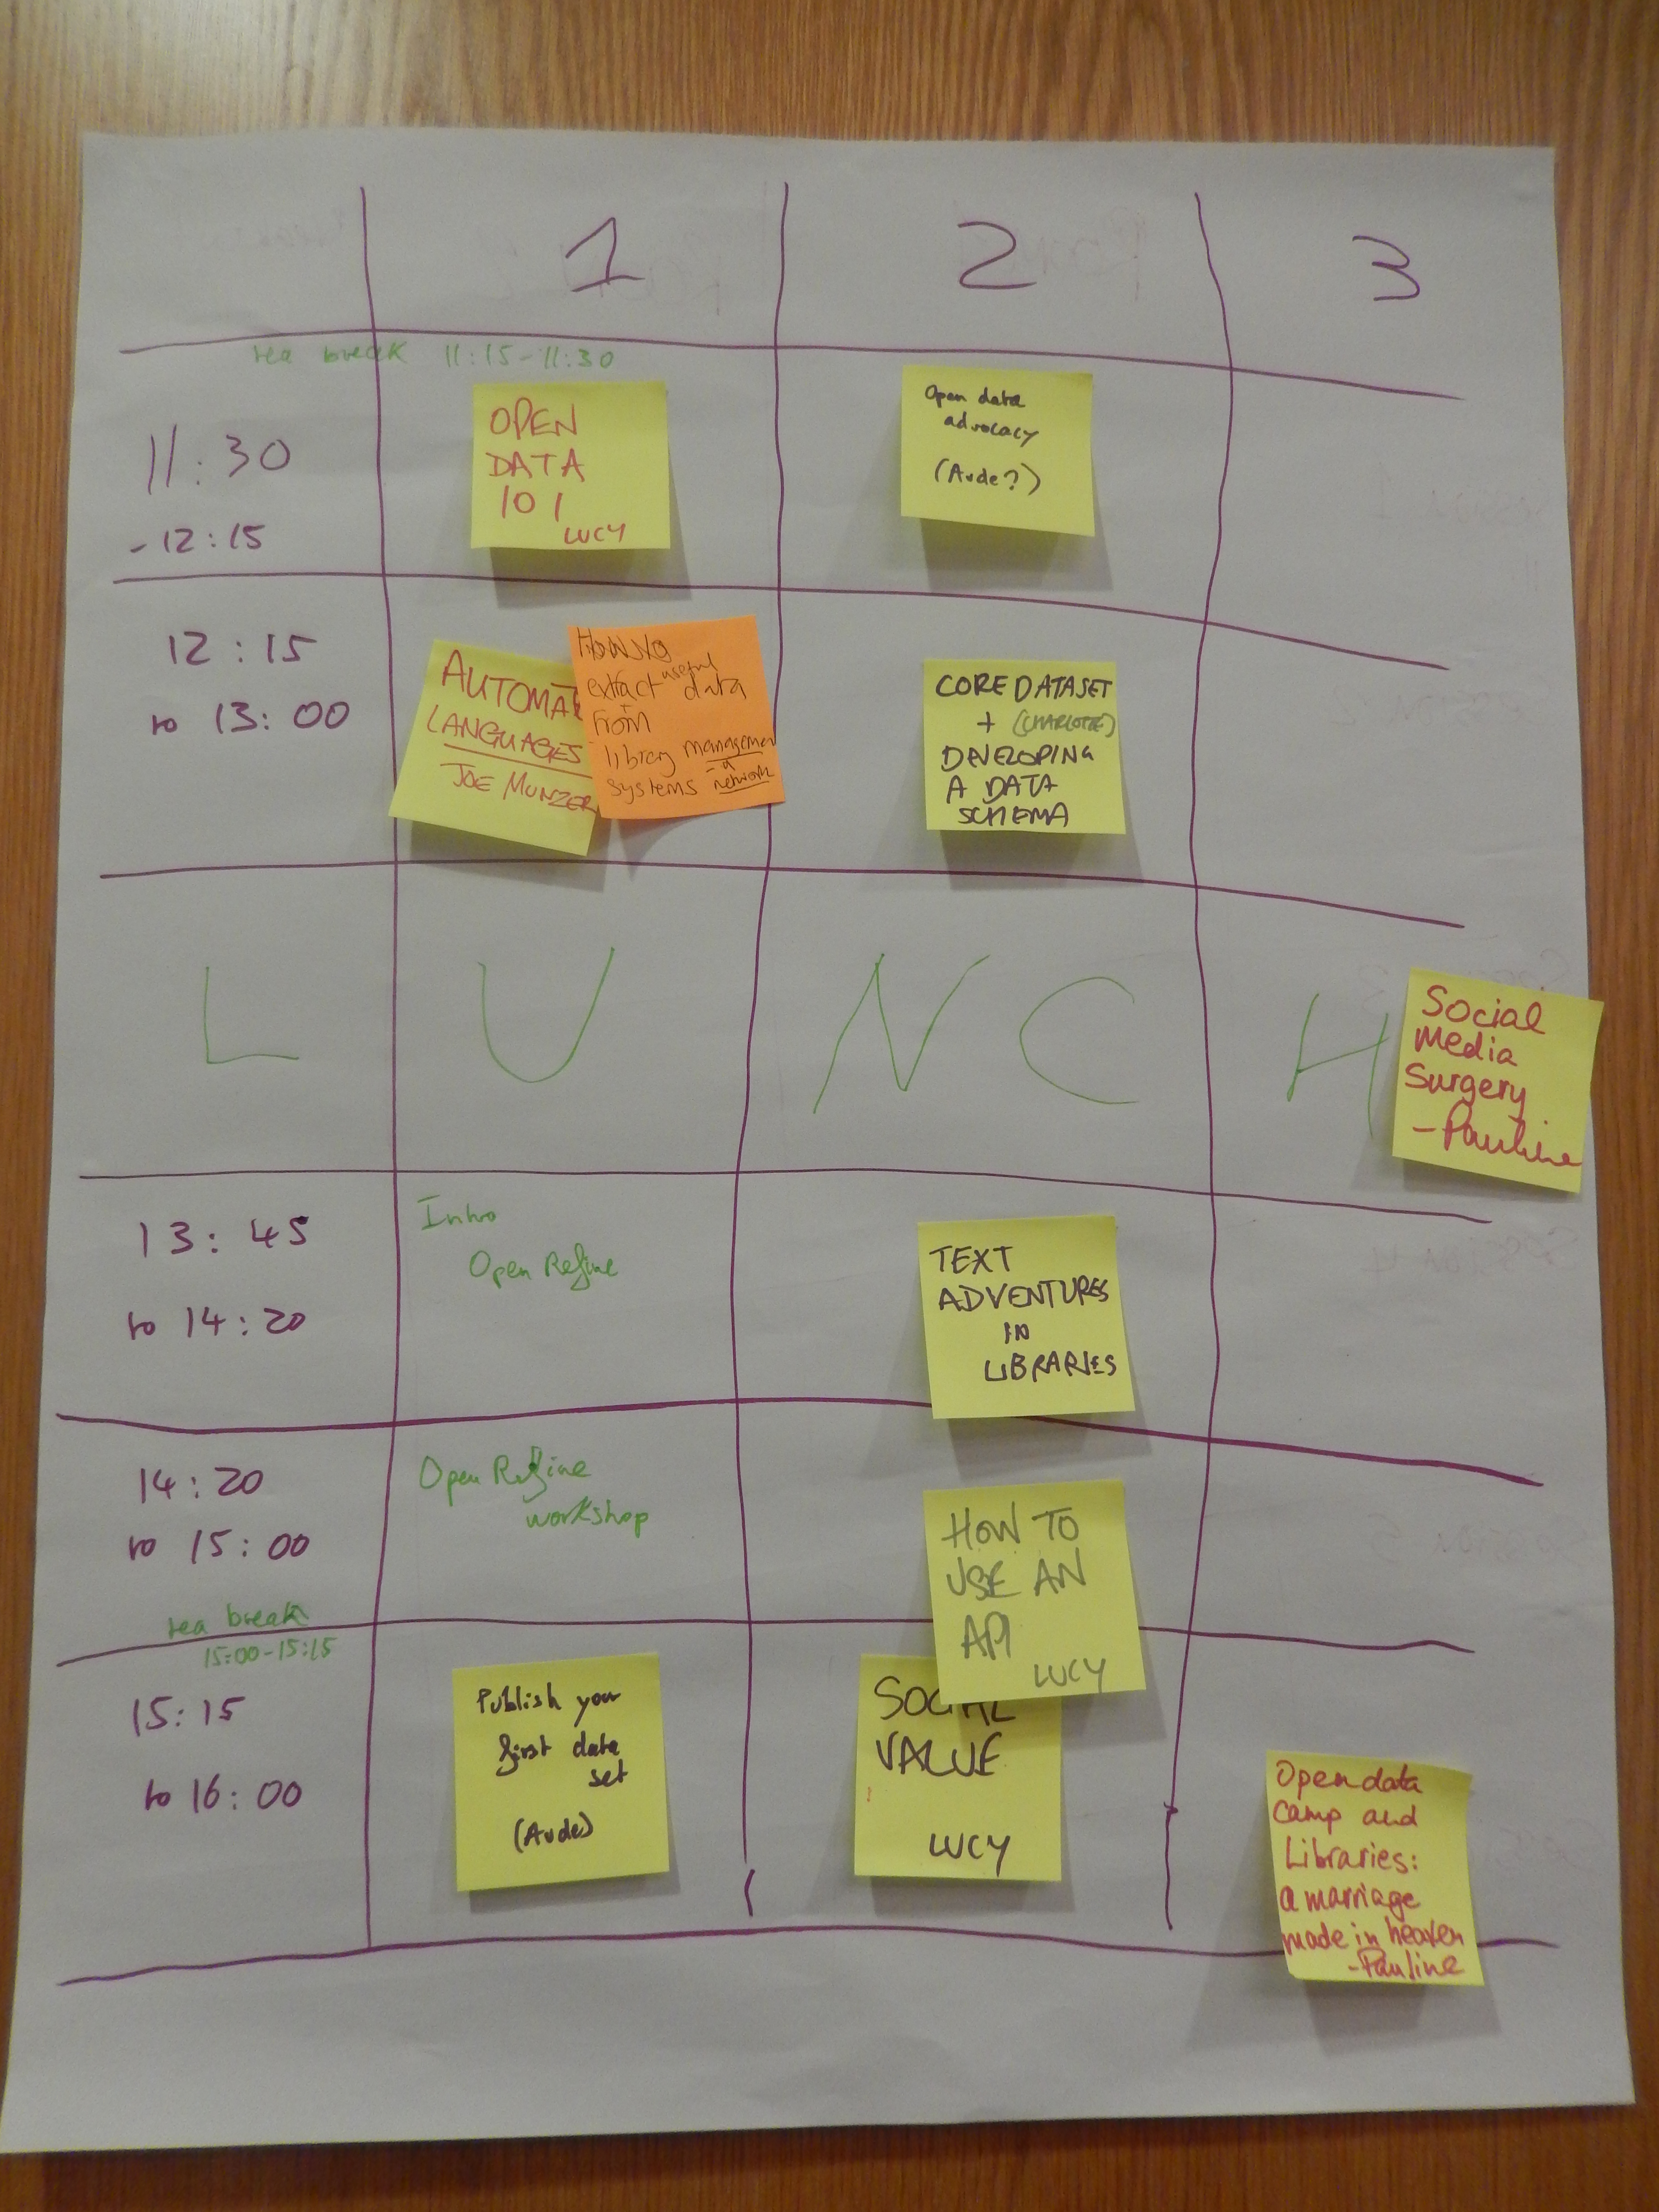 1 2 3
tea break 11:15-11:30
11:30
-12:15
OPEN
DATA
101
LUCY
Open data
advocacy
(Aude?)
12:15
to 13:00
AUTOMAT
LANGUAGES
JOE MUNZER
How to
extract useful data
from
library management
systems - a network
CORE DATASET
+ (CHARLOTTE)
DEVELOPING
A DATA
SCHEMA
L U N C H
Social
Media
Surgery
-Pauline
13:45
to 14:20
Intro
Open Refine
TEXT
ADVENTURES
IN
LIBRARIES
14:20
to 15:00
Open Refine
workshop
HOW TO
USE AN
API
LUCY
tea break
15:00-15:15
15:15
to 16:00
Publish your
first data
set
(Aude)
SOCIAL
VALUE
LUCY
Open data
camp and
Libraries:
a marriage
made in heaven
-Pauline